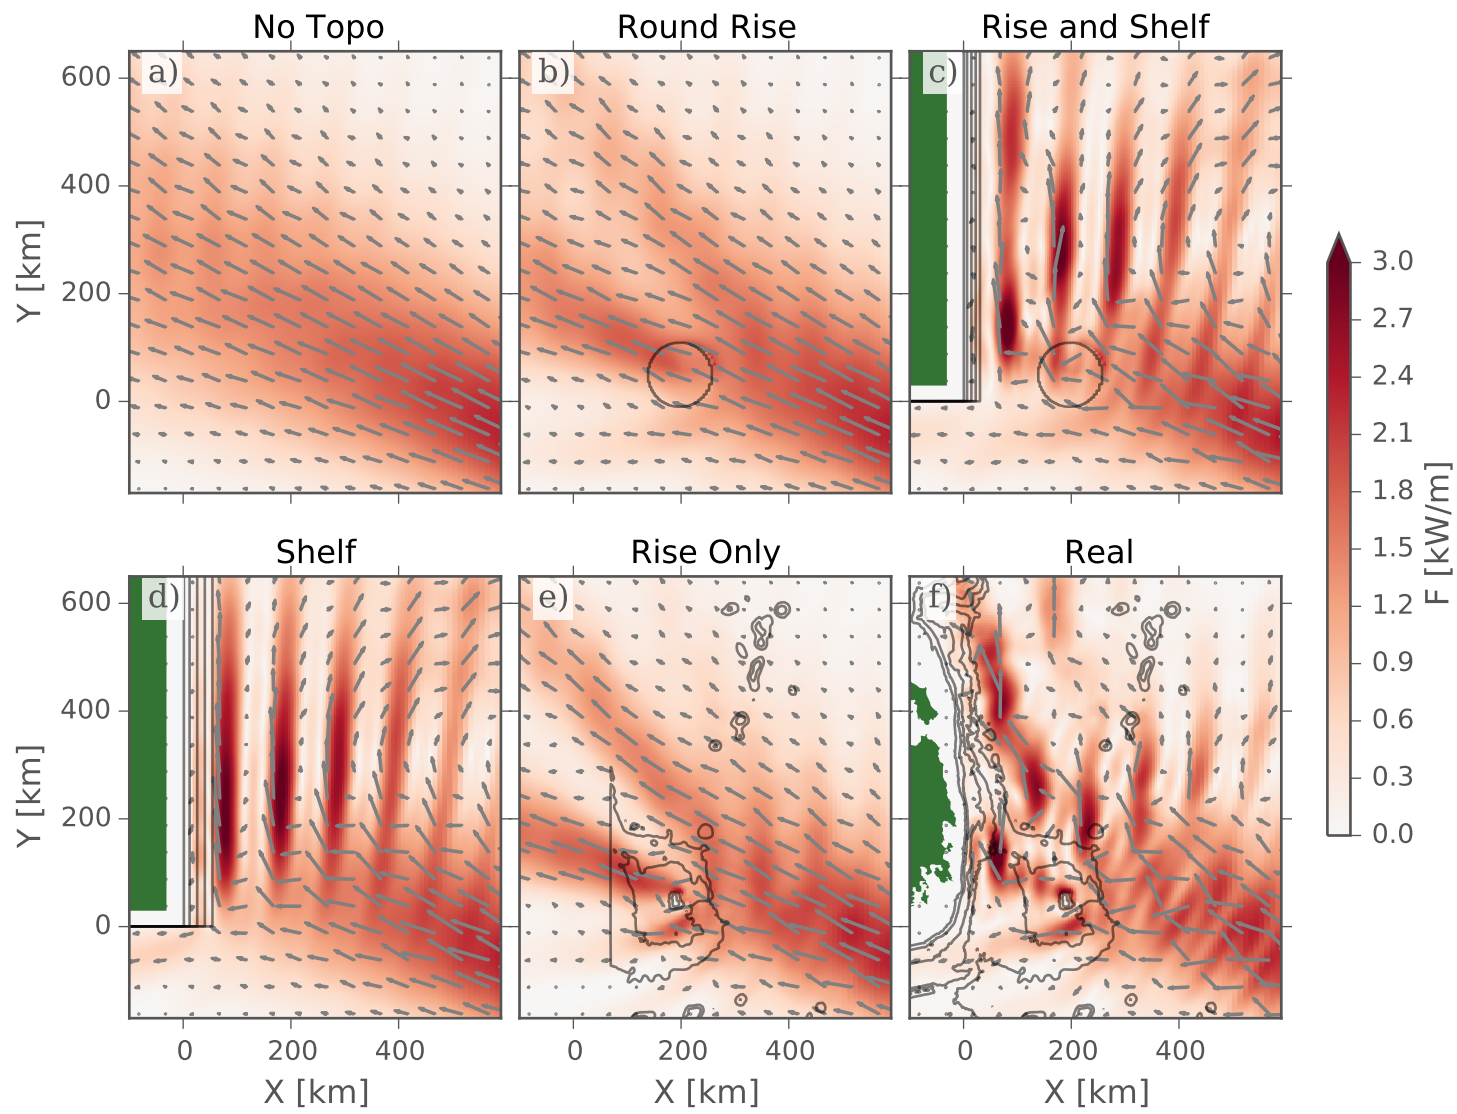 No Topo
Round Rise
Rise and Shelf
a)
b)
c)
600
400
200
0
Y [km]
Shelf
Rise Only
Real
d)
e)
f)
600
400
200
0
Y [km]
0 200 400
0 200 400
0 200 400
X [km]
X [km]
X [km]
3.0
2.7
2.4
2.1
1.8
1.5
1.2
0.9
0.6
0.3
0.0
F [kW/m]